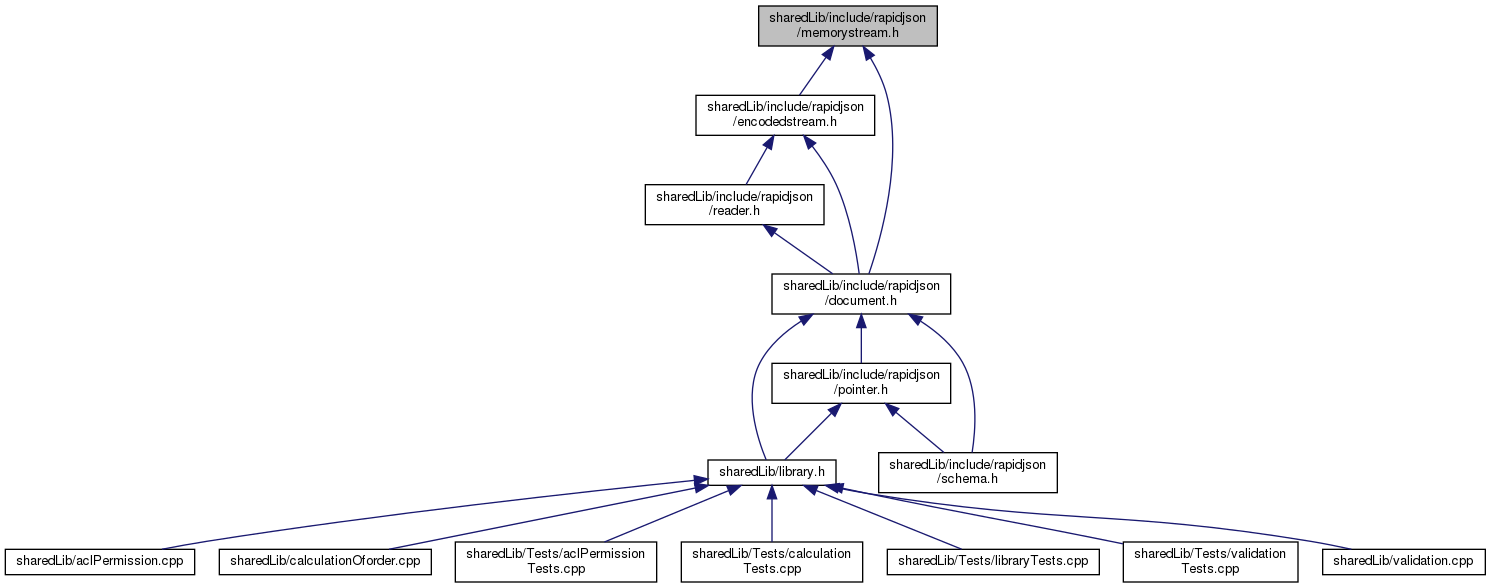 sharedLib/include/rapidjson
/memorystream.h
sharedLib/include/rapidjson
/encodedstream.h
sharedLib/include/rapidjson
/reader.h
sharedLib/include/rapidjson
/document.h
sharedLib/include/rapidjson
/pointer.h
sharedLib/library.h
sharedLib/include/rapidjson
/schema.h
sharedLib/aclPermission.cpp
sharedLib/calculationOforder.cpp
sharedLib/Tests/aclPermission
Tests.cpp
sharedLib/Tests/calculation
Tests.cpp
sharedLib/Tests/libraryTests.cpp
sharedLib/Tests/validation
Tests.cpp
sharedLib/validation.cpp